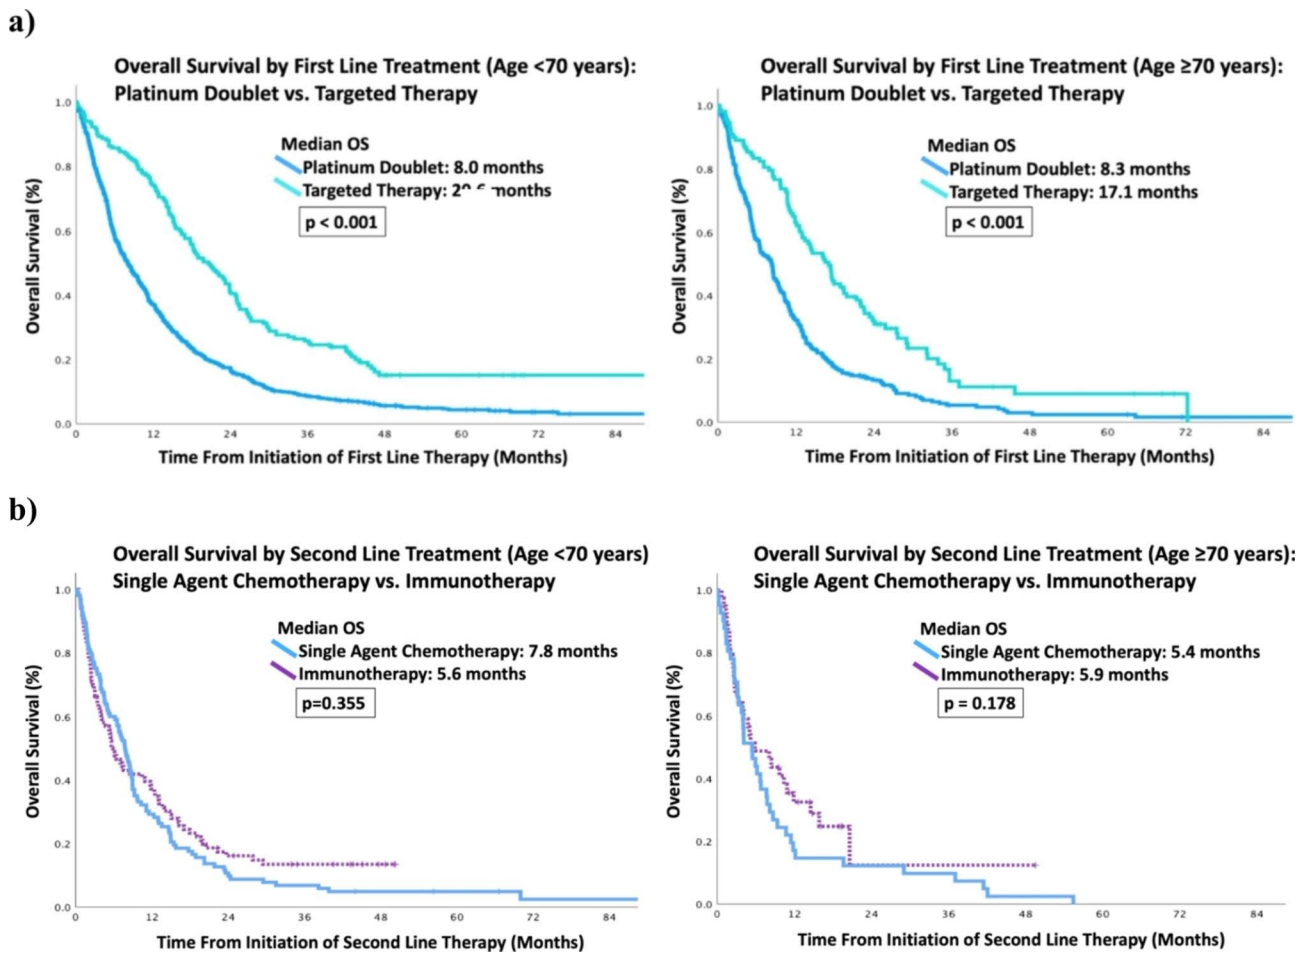 a)
Overall Survival by First Line Treatment (Age <70 years):
Platinum Doublet vs. Targeted Therapy
Median OS
Platinum Doublet: 8.0 months
Targeted Therapy: months
p < 0.001
Overall Survival (%)
1.0
0.8
0.6
0.4
0.2
0.0
0 12 24 36 48 60 72 84
Time From Initiation of First Line Therapy (Months)
Overall Survival by First Line Treatment (Age ≥70 years):
Platinum Doublet vs. Targeted Therapy
Median OS
Platinum Doublet: 8.3 months
Targeted Therapy: 17.1 months
p < 0.001
Overall Survival (%)
1.0
0.8
0.6
0.4
0.2
0.0
0 12 24 36 48 60 72 84
Time From Initiation of First Line Therapy (Months)
b)
Overall Survival by Second Line Treatment (Age <70 years)
Single Agent Chemotherapy vs. Immunotherapy
Median OS
Single Agent Chemotherapy: 7.8 months
Immunotherapy: 5.6 months
p=0.355
Overall Survival (%)
1.0
0.8
0.6
0.4
0.2
0.0
0 12 24 36 48 60 72 84
Time From Initiation of Second Line Therapy (Months)
Overall Survival by Second Line Treatment (Age ≥70 years):
Single Agent Chemotherapy vs. Immunotherapy
Median OS
Single Agent Chemotherapy: 5.4 months
Immunotherapy: 5.9 months
p = 0.178
Overall Survival (%)
1.0
0.8
0.6
0.4
0.2
0.0
0 12 24 36 48 60 72 84
Time From Initiation of Second Line Therapy (Months)